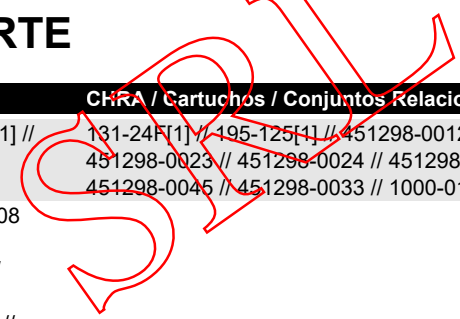 RTE
CHRA / Cartuchos / Conjuntos Relacio
1] // 131-24F[1] // 195-125[1] // 451298-0012
451298-0023 // 451298-0024 // 451298
451298-0045 // 451298-0033 // 1000-01
08
//
SRL